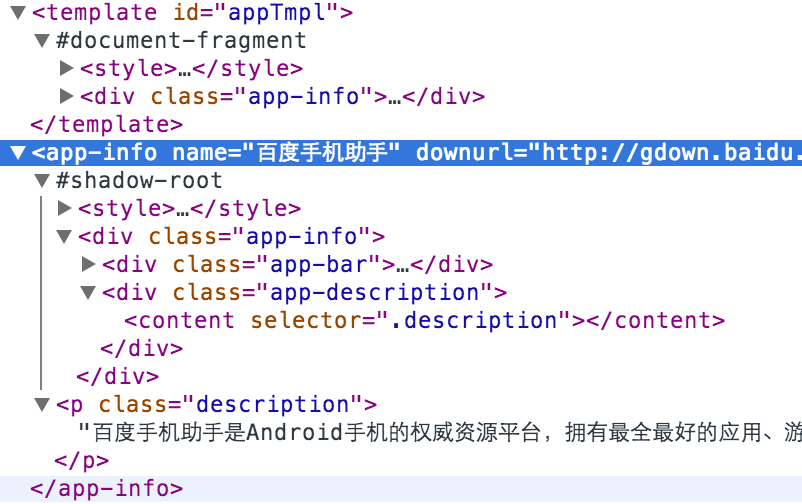 ▼<template id="appTmpl">
▼#document-fragment
▶<style>…</style>
▶<div class="app-info">…</div>
</template>
▼<app-info name="百度手机助手" downurl="http://gdown.baidu.
▼#shadow-root
▶<style>…</style>
▼<div class="app-info">
▶<div class="app-bar">…</div>
▼<div class="app-description">
<content selector=".description"></content>
</div>
</div>
▼<p class="description">
"百度手机助手是Android手机的权威资源平台，拥有最全最好的应用、游
</p>
</app-info>